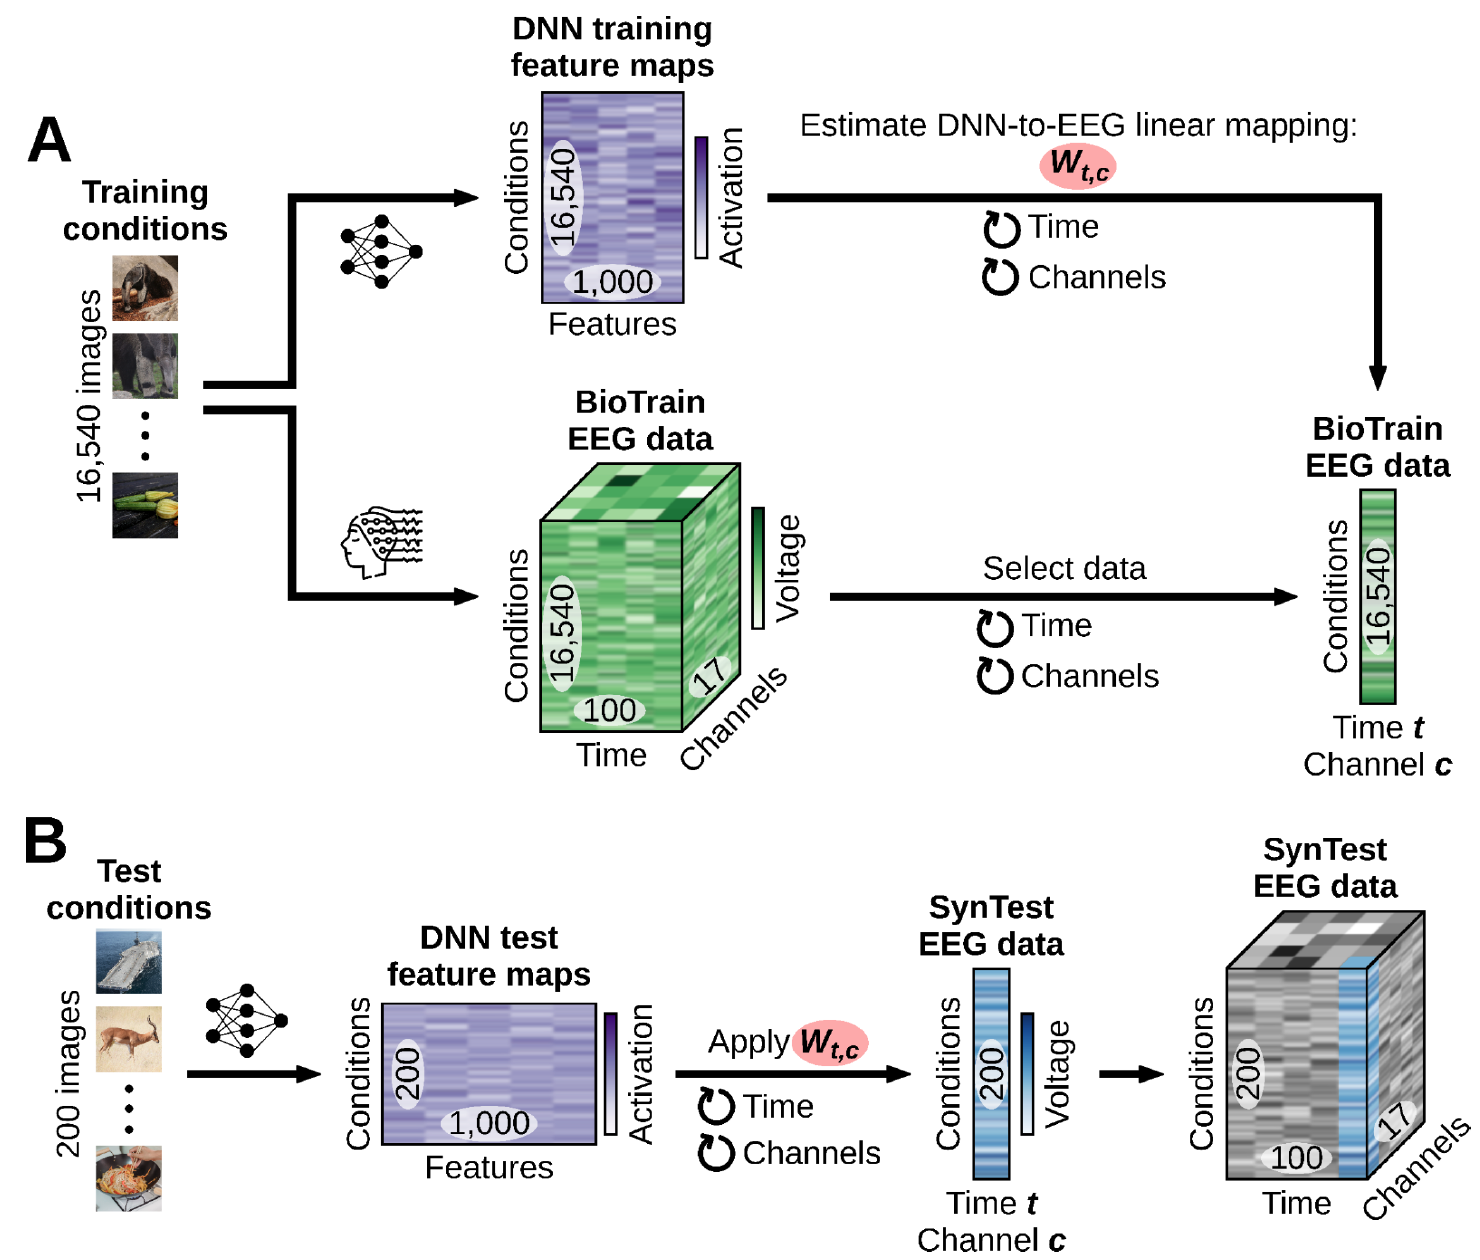 A
Training
conditions
16,540 images
DNN training
feature maps
Conditions
16,540
1,000
Features
Activation
Estimate DNN-to-EEG linear mapping:
Wt,c
Time
Channels
BioTrain
EEG data
Conditions
16,540
100
Time
17
Channels
Voltage
Select data
Time
Channels
BioTrain
EEG data
Conditions
16,540
Time t
Channel c
B
Test
conditions
200 images
DNN test
feature maps
Conditions
200
1,000
Features
Activation
Apply Wt,c
Time
Channels
SynTest
EEG data
Conditions
200
Voltage
Time t
Channel c
SynTest
EEG data
Conditions
200
100
Time
17
Channels